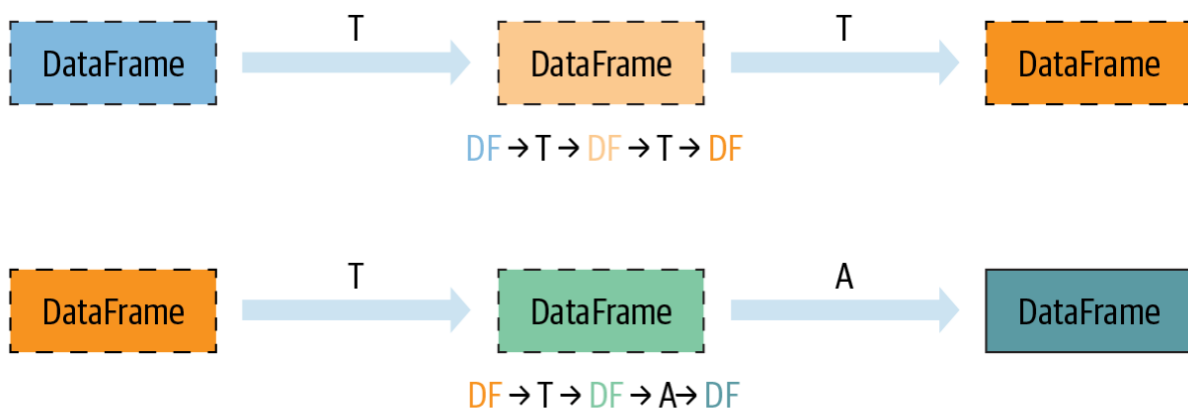 T T
DataFrame DataFrame DataFrame
DF → T → DF → T → DF
T A
DataFrame DataFrame DataFrame
DF → T → DF → A → DF